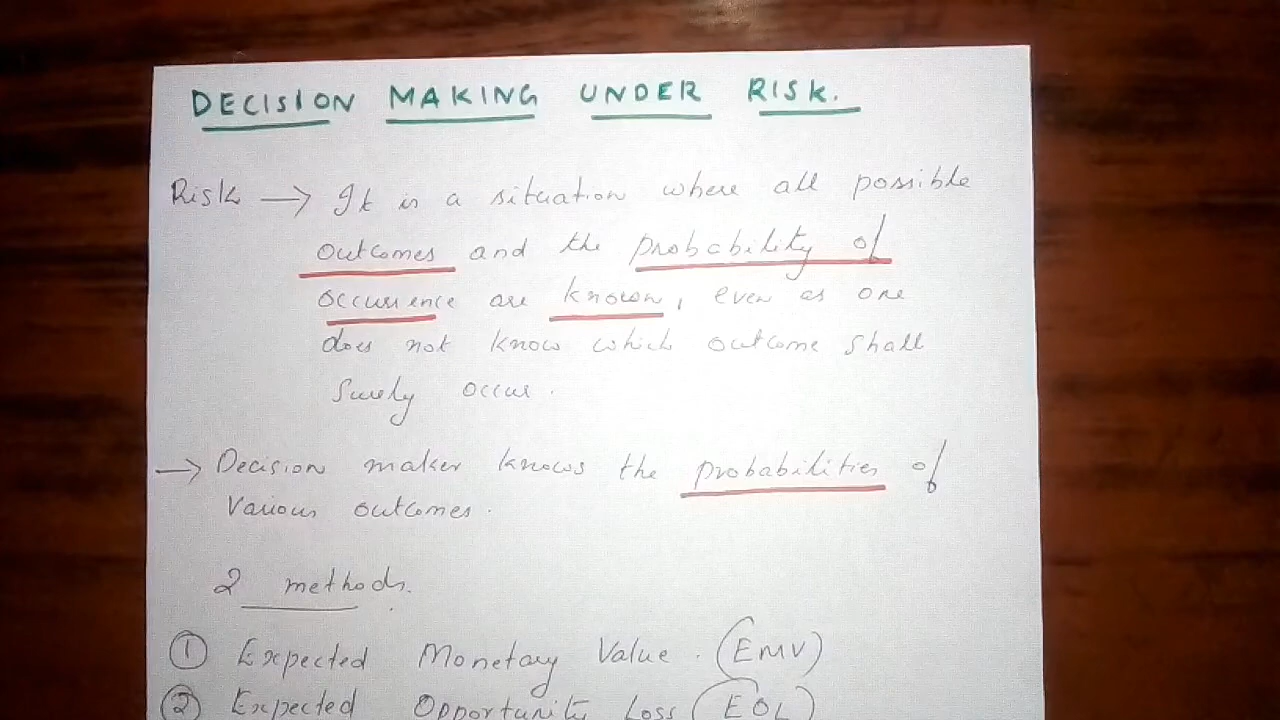 DECISION MAKING UNDER RISK.
Risk → It is a situation where all possible
outcomes and the probability of
occurrence are known, even as one
does not know which outcome shall
surely occur.
→ Decision maker knows the probabilities of
various outcomes.
2 methods.
① Expected Monetary Value. (EMV)
② Expected Opportunity Loss (EOL)